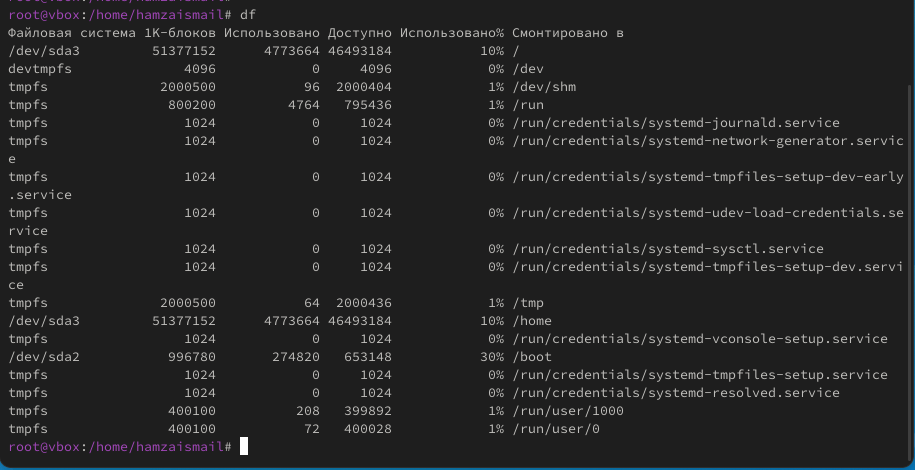 root@vbox:/home/hamzaismail# df
Файловая система 1K-блоков Использовано Доступно Использовано% Смонтировано в
/dev/sda3 51377152 4773664 46493184 10% /
devtmpfs 4096 0 4096 0% /dev
tmpfs 2000500 96 2000404 1% /dev/shm
tmpfs 800200 4764 795436 1% /run
tmpfs 1024 0 1024 0% /run/credentials/systemd-journald.service
tmpfs 1024 0 1024 0% /run/credentials/systemd-network-generator.servic
e
tmpfs 1024 0 1024 0% /run/credentials/systemd-tmpfiles-setup-dev-early
.service
tmpfs 1024 0 1024 0% /run/credentials/systemd-udev-load-credentials.se
rvice
tmpfs 1024 0 1024 0% /run/credentials/systemd-sysctl.service
tmpfs 1024 0 1024 0% /run/credentials/systemd-tmpfiles-setup-dev.servi
ce
tmpfs 2000500 64 2000436 1% /tmp
/dev/sda3 51377152 4773664 46493184 10% /home
tmpfs 1024 0 1024 0% /run/credentials/systemd-vconsole-setup.service
/dev/sda2 996780 274820 653148 30% /boot
tmpfs 1024 0 1024 0% /run/credentials/systemd-tmpfiles-setup.service
tmpfs 1024 0 1024 0% /run/credentials/systemd-resolved.service
tmpfs 400100 208 399892 1% /run/user/1000
tmpfs 400100 72 400028 1% /run/user/0
root@vbox:/home/hamzaismail#